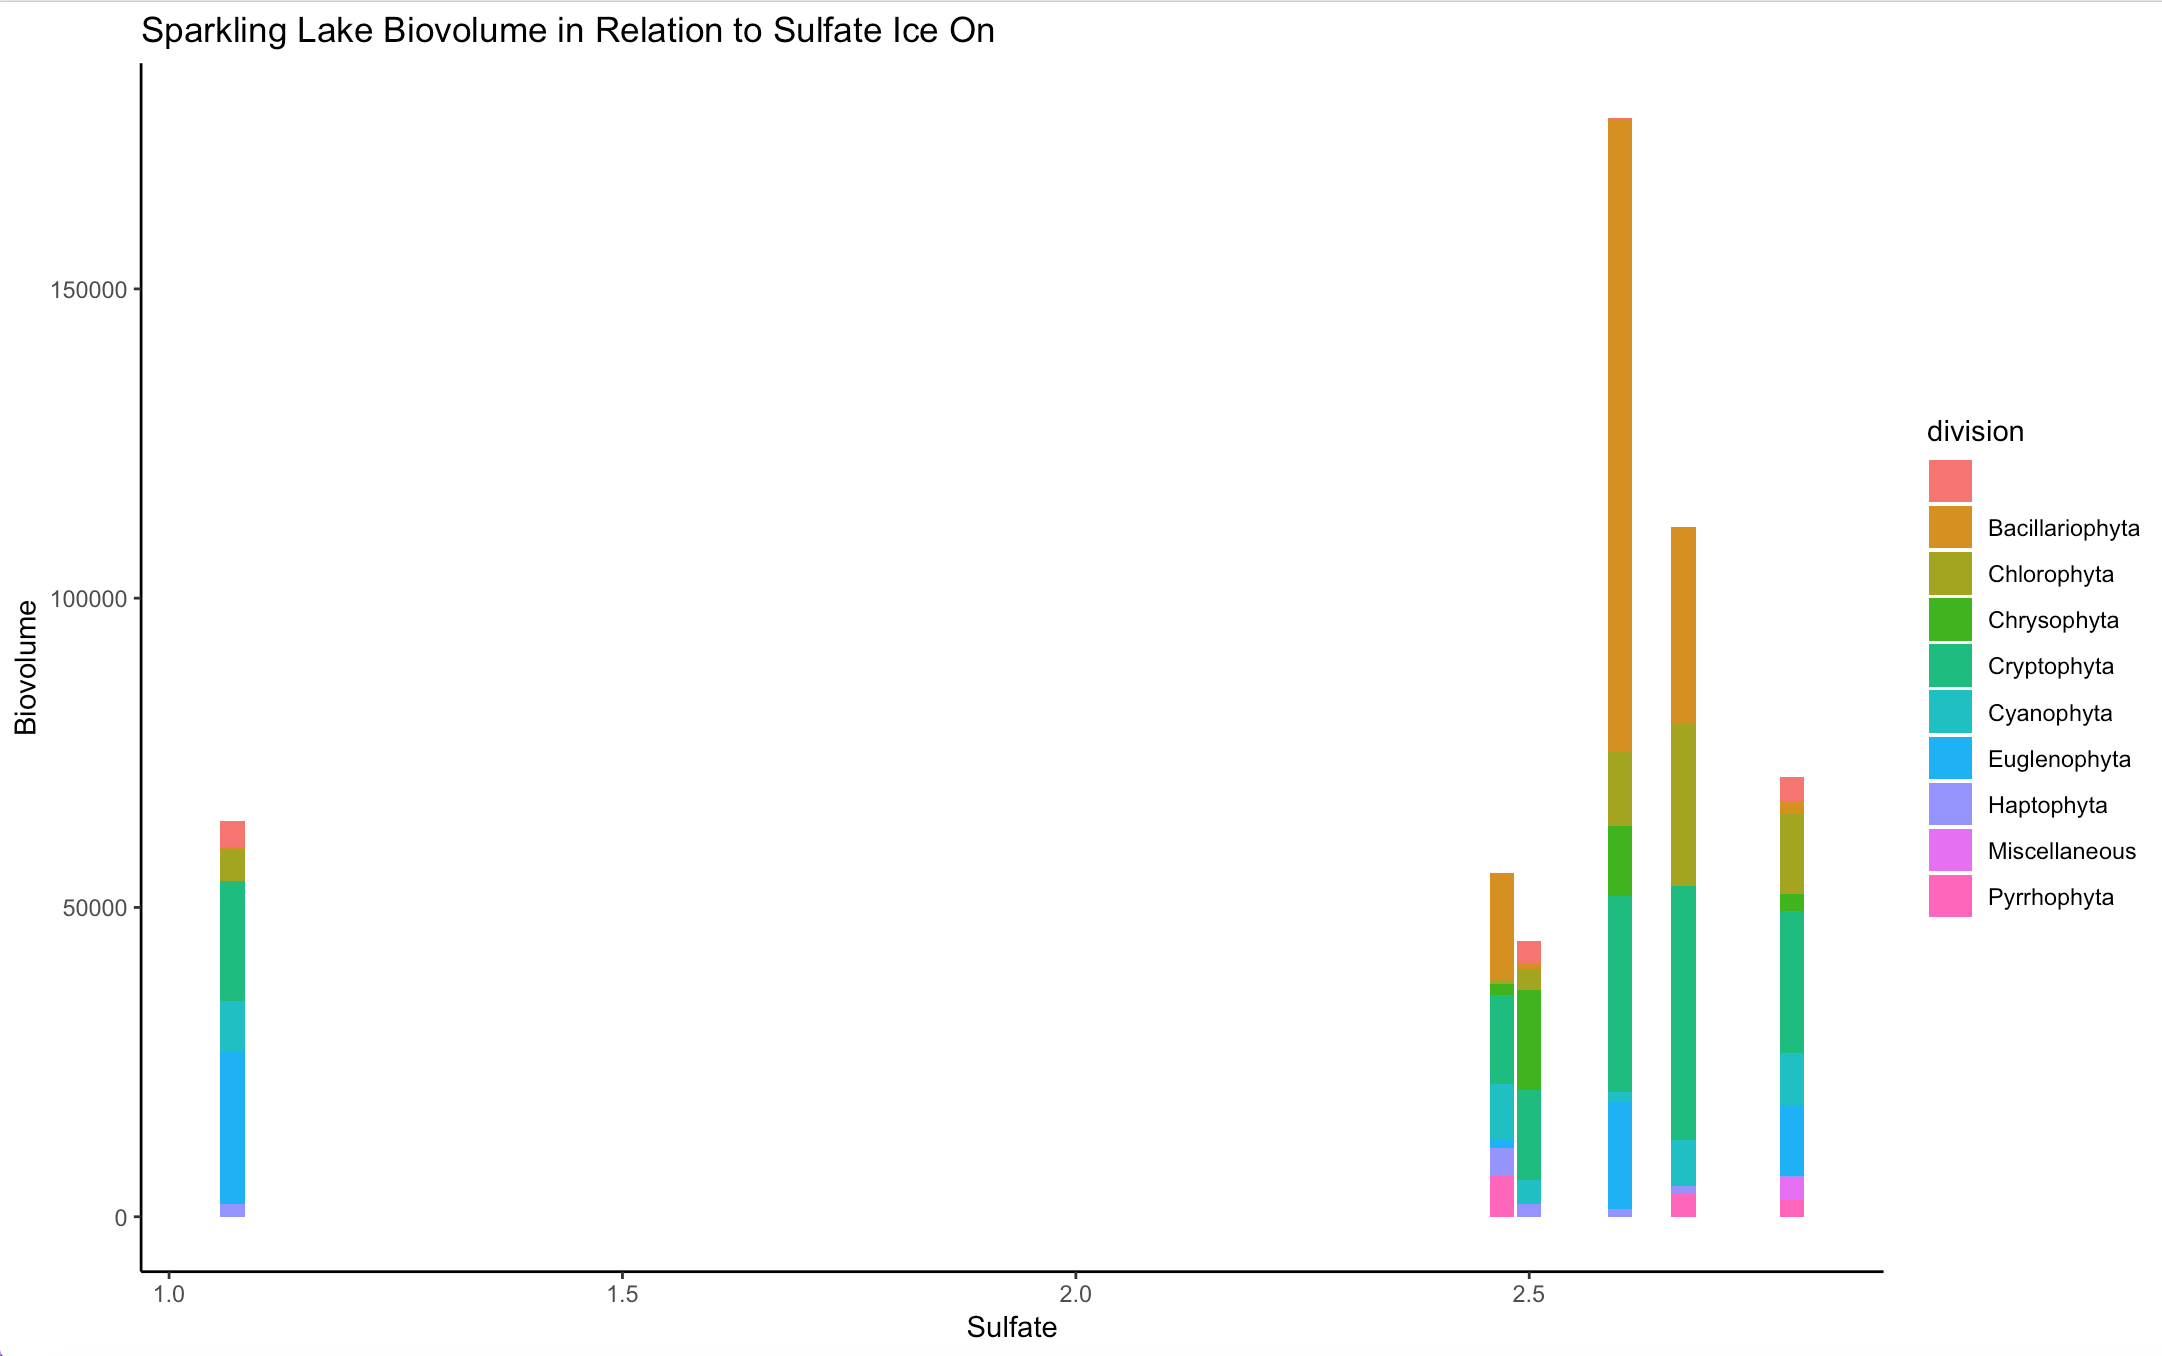 Sparkling Lake Biovolume in Relation to Sulfate Ice On
Biovolume
150000
100000
50000
0
1.0 1.5 2.0 2.5
Sulfate
division
Bacillariophyta
Chlorophyta
Chrysophyta
Cryptophyta
Cyanophyta
Euglenophyta
Haptophyta
Miscellaneous
Pyrrhophyta